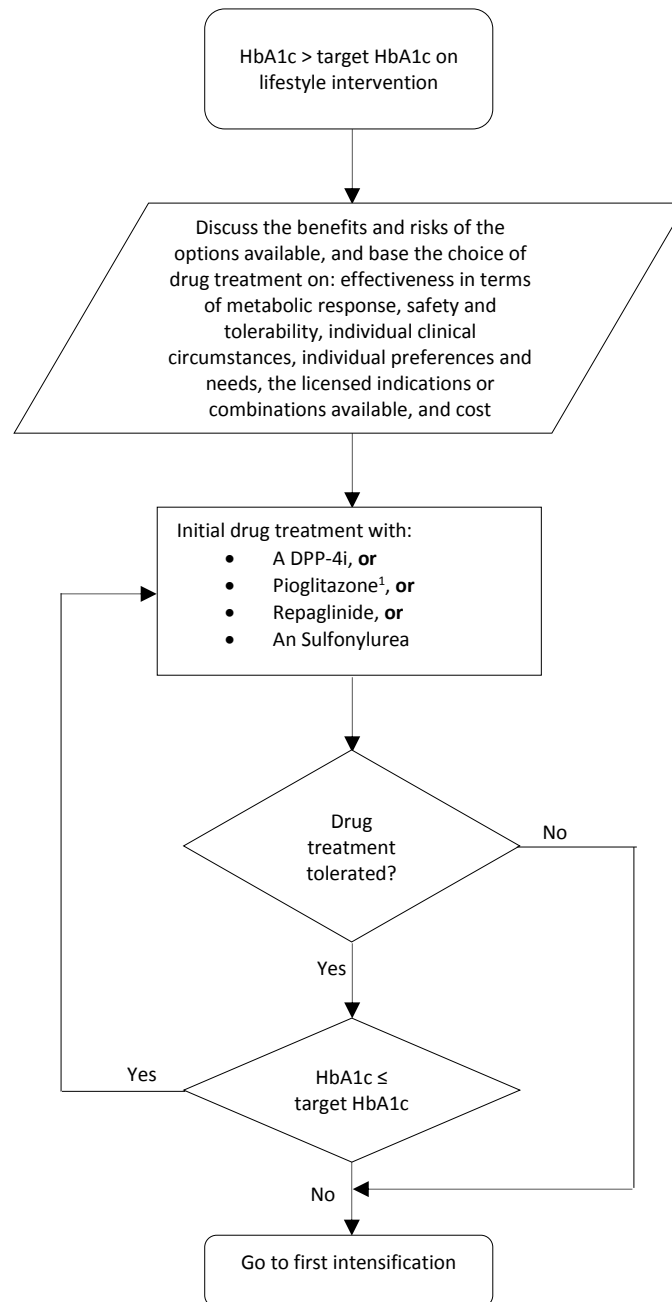 HbA1c > target HbA1c on
lifestyle intervention
Discuss the benefits and risks of the
options available, and base the choice of
drug treatment on: effectiveness in terms
of metabolic response, safety and
tolerability, individual clinical
circumstances, individual preferences and
needs, the licensed indications or
combinations available, and cost
Initial drug treatment with:
• A DPP-4i, or
• Pioglitazone¹, or
• Repaglinide, or
• An Sulfonylurea
Drug
treatment
tolerated?
No
Yes
HbA1c ≤
target HbA1c
Yes
No
Go to first intensification